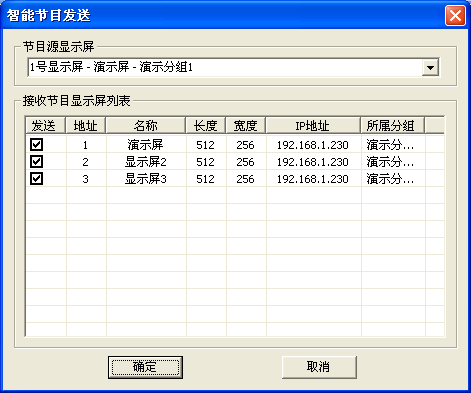 智能节目发送
节目源显示屏
1号显示屏 - 演示屏 - 演示分组1
接收节目显示屏列表
发送 地址 名称 长度 宽度 IP地址 所属分组
1 演示屏 512 256 192.168.1.230 演示分...
2 显示屏2 512 256 192.168.1.230 演示分...
3 显示屏3 512 256 192.168.1.230 演示分...
确定 取消